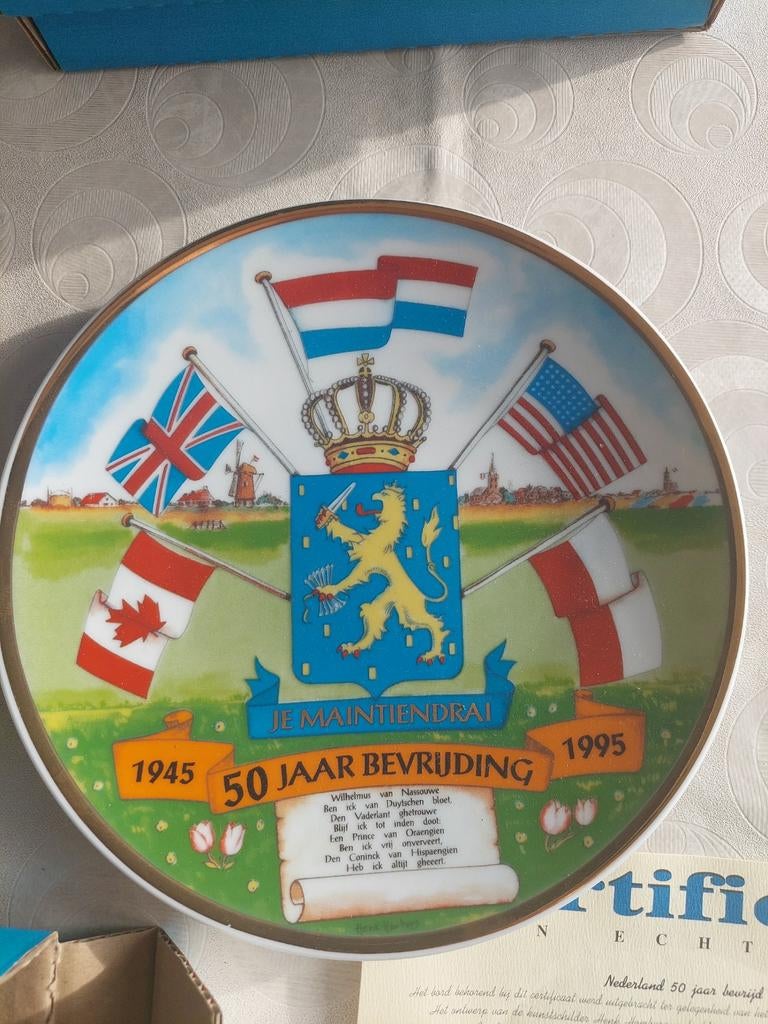 JE MAINTIENDRAI
1945
50 JAAR BEVRIJDING
1995
Wilhelmus van Nassouwe
Ben ick van Duytschen bloet,
Den Vaderlant ghetrouwe
Blijf ick tot inden doot:
Een Prince van Oraengien
Ben ick vrij onverveert,
Den Coninck van Hispaengien
Heb ick altijt gheeert.
rtific
N ECHT
Nederland 50 jaar bevrijd
Het bord behorend bij dit certificaat werd uitgebracht ter gelegenheid van het
Het ontwerp van de kunstschilder Henk